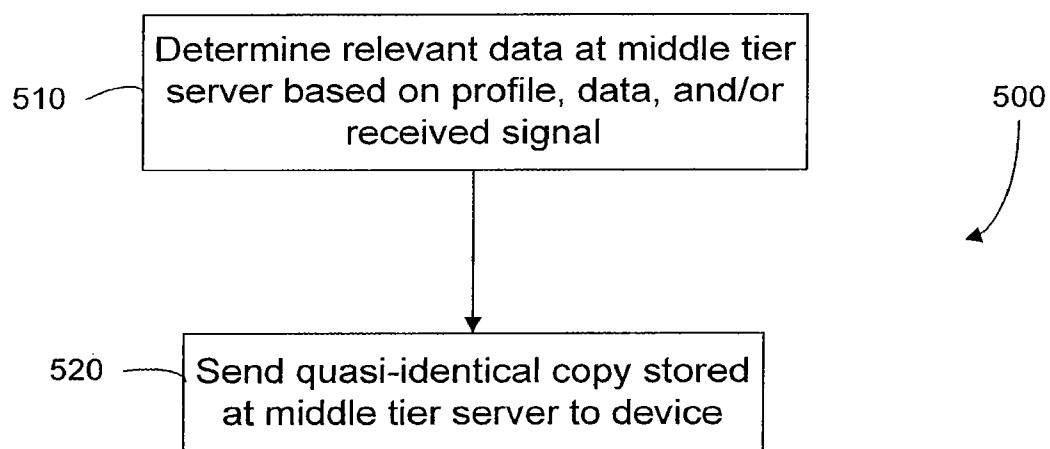 Determine relevant data at middle tier
server based on profile, data, and/or
received signal
510
500
520
Send quasi-identical copy stored
at middle tier server to device